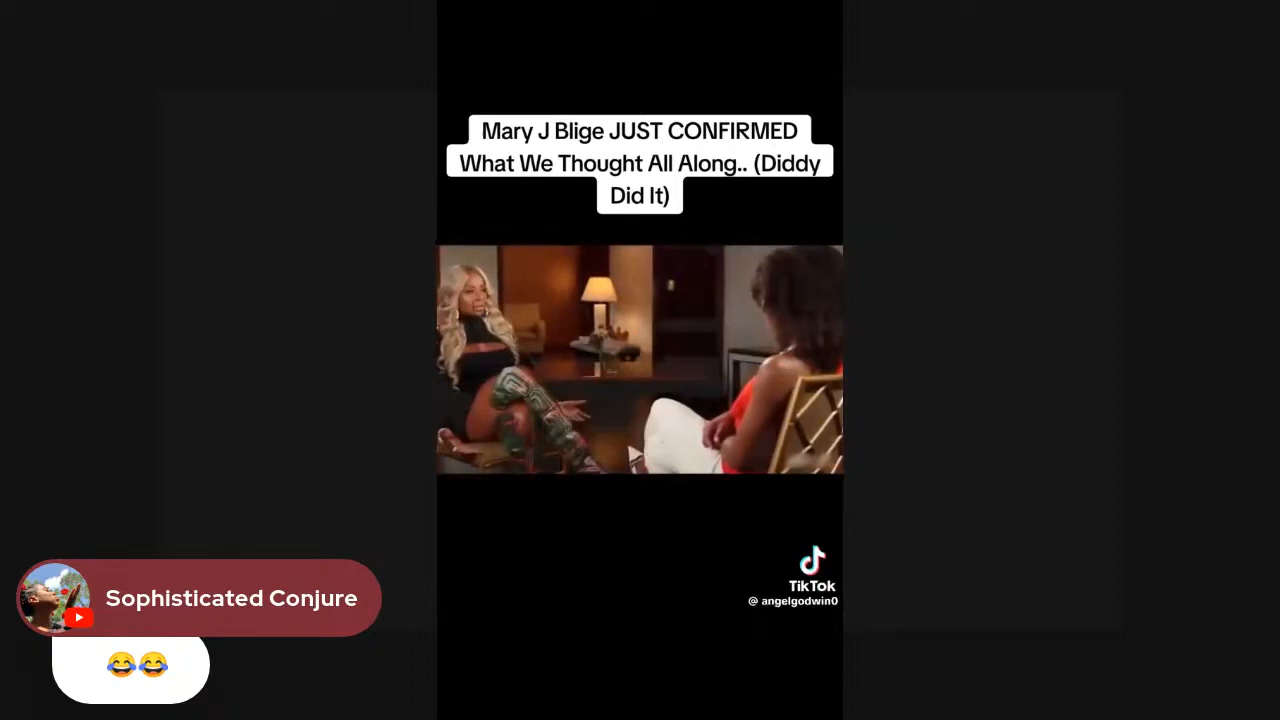 Mary J Blige JUST CONFIRMED
What We Thought All Along.. (Diddy
Did It)
TikTok
@ angelgodwin0
Sophisticated Conjure
😂😂